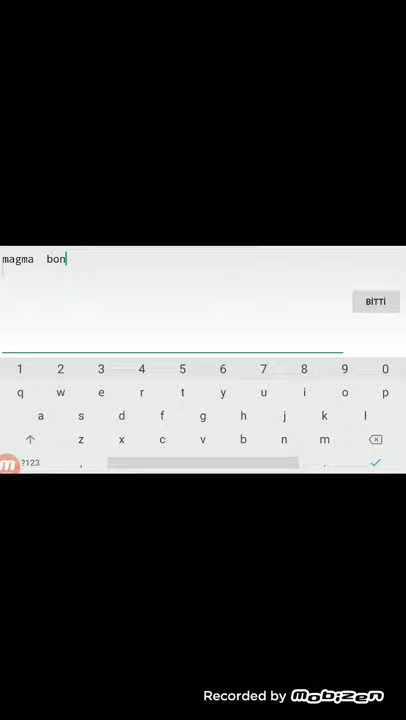 magma  bon
BİTTİ
1 2 3 4 5 6 7 8 9 0
q w e r t y u i o p
a s d f g h j k l
z x c v b n m
?123 , .
Recorded by mobizen